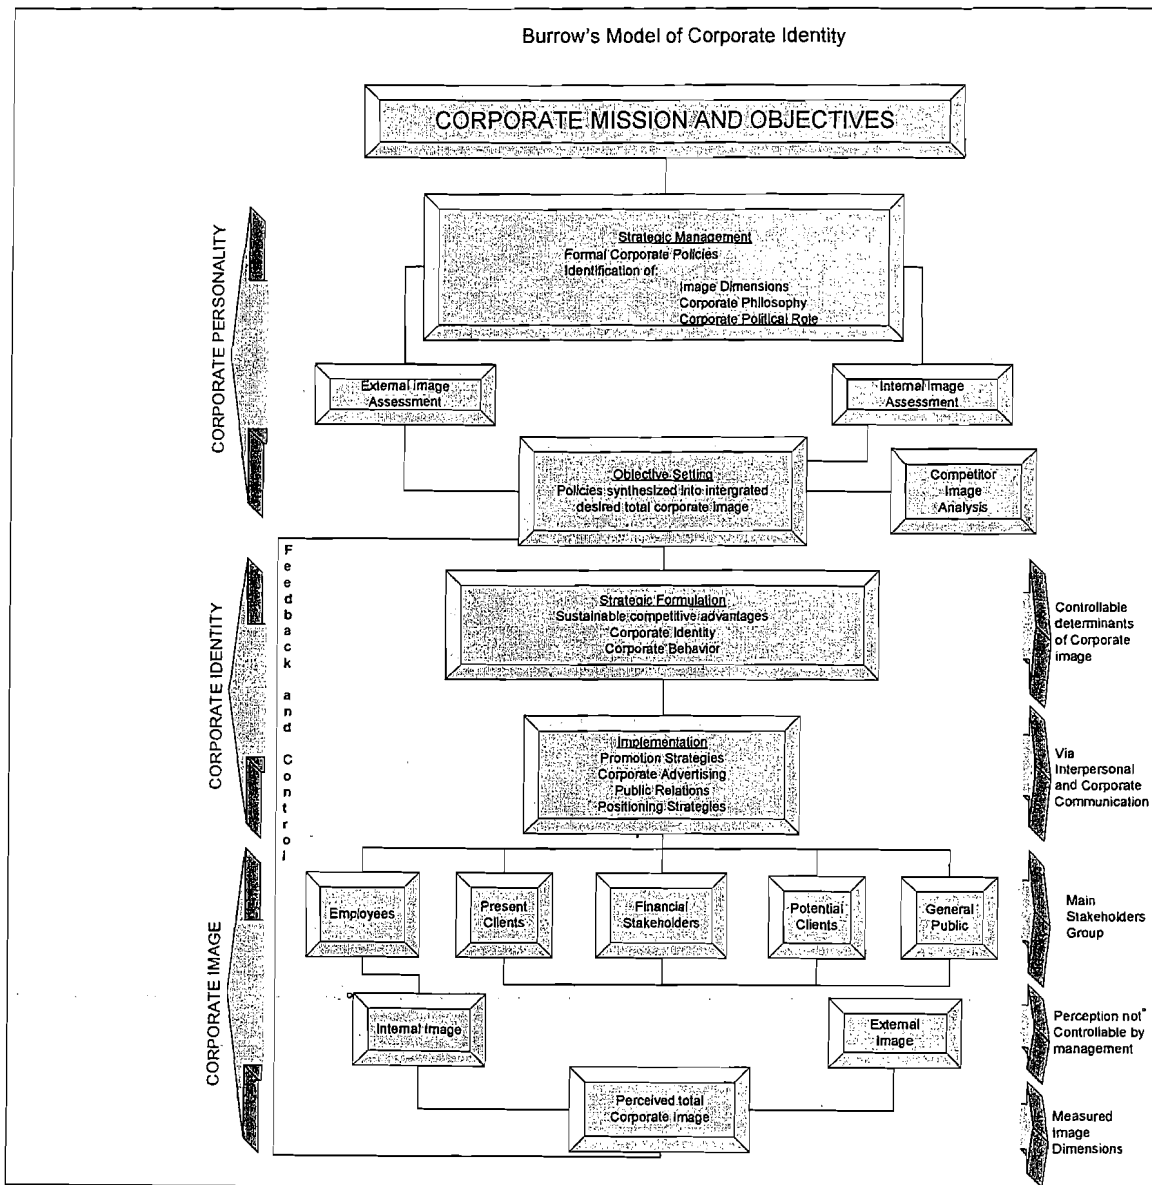 Burrow's Model of Corporate Identity
CORPORATE MISSION AND OBJECTIVES
CORPORATE PERSONALITY
Strategic Management
Formal Corporate Policies
Identification of:
Image Dimensions
Corporate Philosophy
Corporate Political Role
External Image
Assessment
Internal Image
Assessment
Objective Setting
Policies synthesized into intergrated
desired total corporate image
Competitor
Image
Analysis
Feedback and Control
CORPORATE IDENTITY
Strategic Formulation
Sustainable competitive advantages
Corporate Identity
Corporate Behavior
Controllable
determinants
of Corporate
image
Implementation
Promotion Strategies
Corporate Advertising
Public Relations
Positioning Strategies
Via
Interpersonal
and Corporate
Communication
CORPORATE IMAGE
Employees
Present
Clients
Financial
Stakeholders
Potential
Clients
General
Public
Main
Stakeholders
Group
Internal Image
External
Image
Perception not
Controllable by
management
Perceived total
Corporate Image
Measured
Image
Dimensions